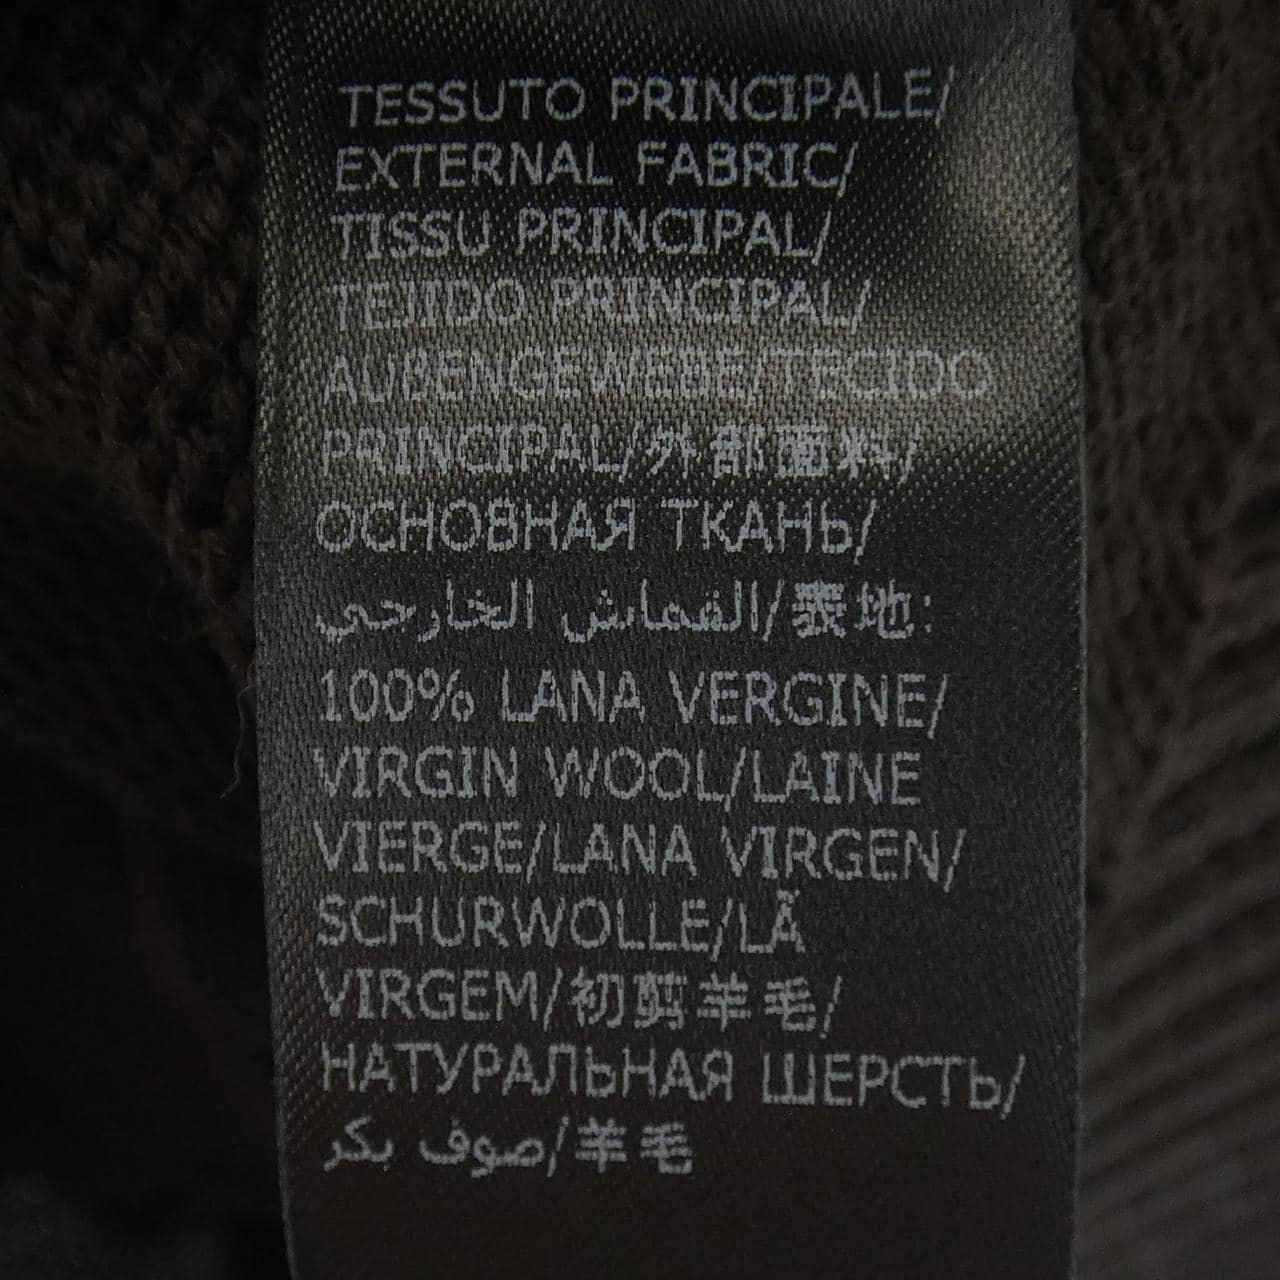 TESSUTO PRINCIPALE/
EXTERNAL FABRIC/
TISSU PRINCIPAL/
TEJIDO PRINCIPAL/
AUßENGEWEBE/TECIDO
PRINCIPAL/外部面料/
ОСНОВНАЯ ТКАНЬ/
القماش الخارجي/表地:
100% LANA VERGINE/
VIRGIN WOOL/LAINE
VIERGE/LANA VIRGEN/
SCHURWOLLE/LÃ
VIRGEM/初剪羊毛/
НАТУРАЛЬНАЯ ШЕРСТЬ/
صوف بكر/羊毛